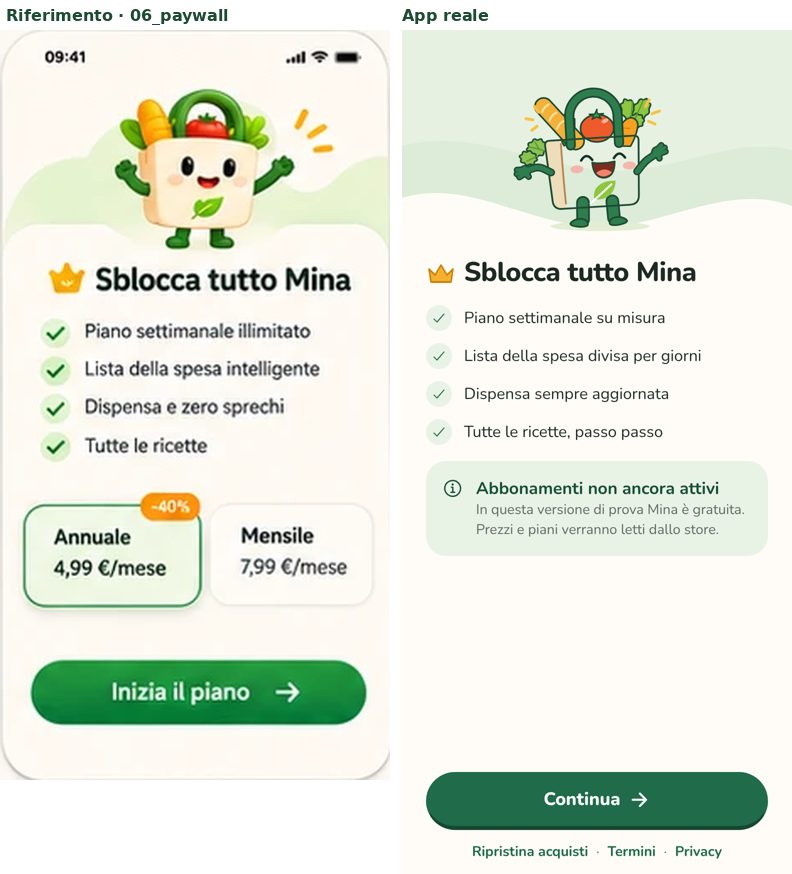 Riferimento · 06_paywall
09:41
Sblocca tutto Mina
Piano settimanale illimitato
Lista della spesa intelligente
Dispensa e zero sprechi
Tutte le ricette
-40%
Annuale
4,99 €/mese
Mensile
7,99 €/mese
Inizia il piano →
App reale
Sblocca tutto Mina
Piano settimanale su misura
Lista della spesa divisa per giorni
Dispensa sempre aggiornata
Tutte le ricette, passo passo
Abbonamenti non ancora attivi
In questa versione di prova Mina è gratuita.
Prezzi e piani verranno letti dallo store.
Continua →
Ripristina acquisti · Termini · Privacy